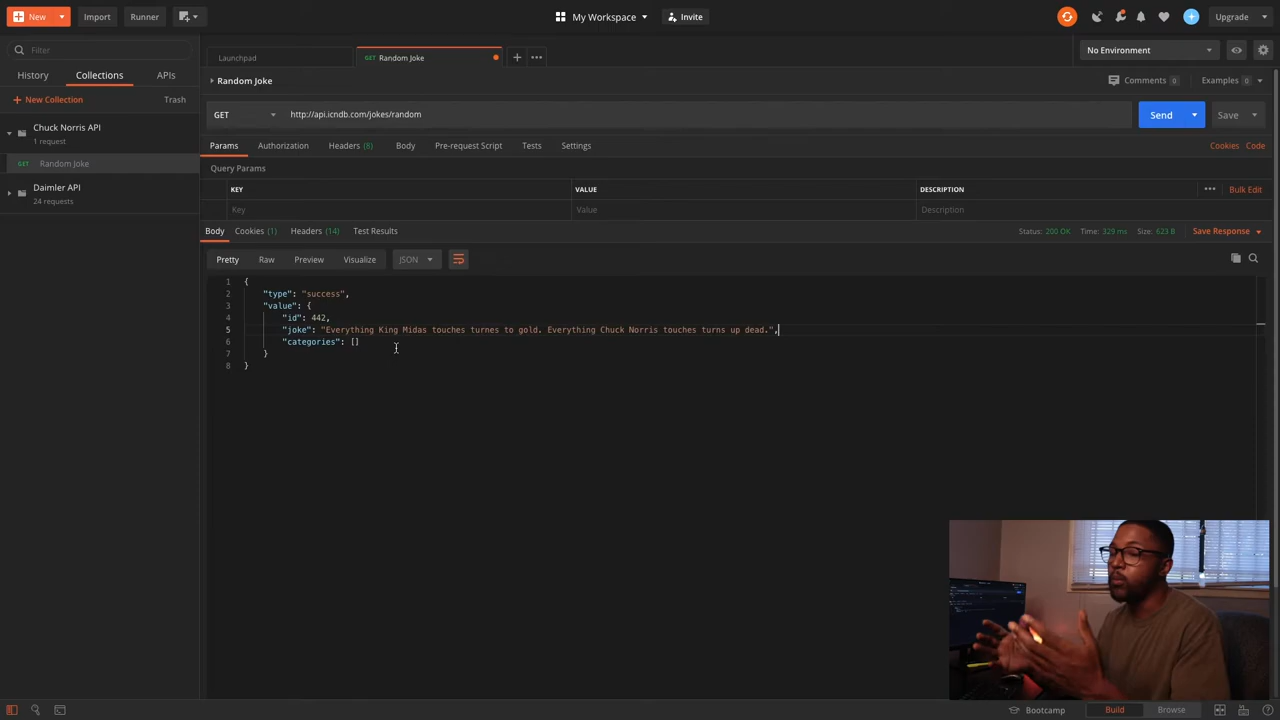 New
Import
Runner
My Workspace
Invite
Upgrade
Filter
Launchpad
GET Random Joke
No Environment
History
Collections
APIs
Random Joke
Comments 0
Examples 0
+ New Collection
Trash
GET
http://api.icndb.com/jokes/random
Send
Save
Chuck Norris API
1 request
Params
Authorization
Headers (8)
Body
Pre-request Script
Tests
Settings
Cookies
Code
GET Random Joke
Query Params
Daimler API
24 requests
KEY
VALUE
DESCRIPTION
Bulk Edit
Key
Value
Description
Body
Cookies (1)
Headers (14)
Test Results
Status: 200 OK
Time: 329 ms
Size: 623 B
Save Response
Pretty
Raw
Preview
Visualize
JSON
1 {
2 "type": "success",
3 "value": {
4 "id": 442,
5 "joke": "Everything King Midas touches turnes to gold. Everything Chuck Norris touches turns up dead.",
6 "categories": []
7 }
8 }
Bootcamp
Build
Browse